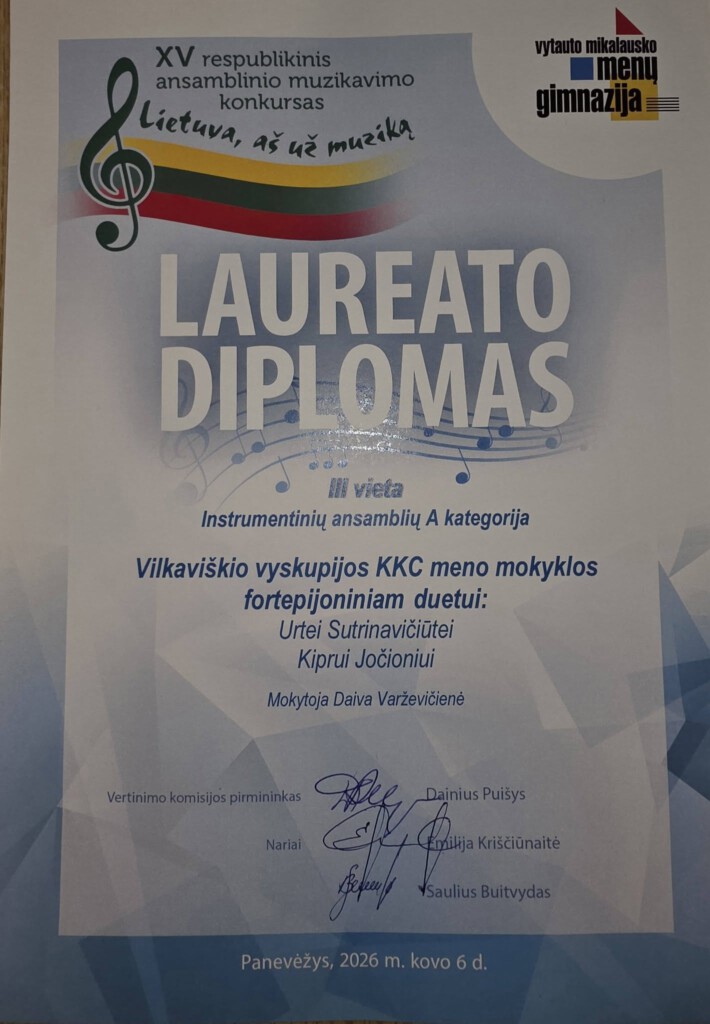 XV respublikinis
ansamblinio muzikavimo
konkursas
Lietuva, aš už muziką
vytauto mikalausko
menų
gimnazija
LAUREATO
DIPLOMAS
III vieta
Instrumentinių ansamblių A kategorija
Vilkaviškio vyskupijos KKC meno mokyklos
fortepijoniniam duetui:
Urtei Sutrinavičiūtei
Kiprui Jočioniui
Mokytoja Daiva Varževičienė
Vertinimo komisijos pirmininkas Dainius Puišys
Nariai Emilija Kriščiūnaitė
Saulius Buitvydas
Panevėžys, 2026 m. kovo 6 d.